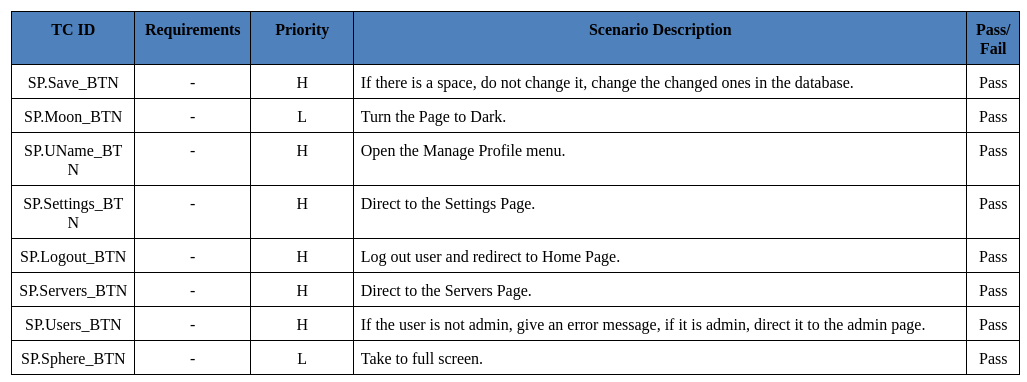 TC ID Requirements Priority Scenario Description Pass/
Fail
SP.Save_BTN - H If there is a space, do not change it, change the changed ones in the database. Pass
SP.Moon_BTN - L Turn the Page to Dark. Pass
SP.UName_BT - H Open the Manage Profile menu. Pass
N
SP.Settings_BT - H Direct to the Settings Page. Pass
N
SP.Logout_BTN - H Log out user and redirect to Home Page. Pass
SP.Servers_BTN - H Direct to the Servers Page. Pass
SP.Users_BTN - H If the user is not admin, give an error message, if it is admin, direct it to the admin page. Pass
SP.Sphere_BTN - L Take to full screen. Pass